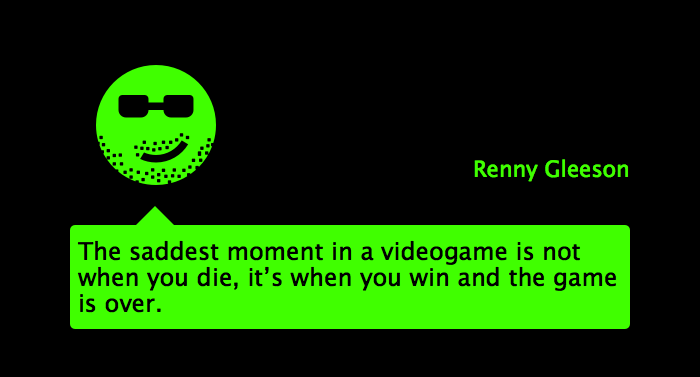 Renny Gleeson
The saddest moment in a videogame is not
when you die, it’s when you win and the game
is over.